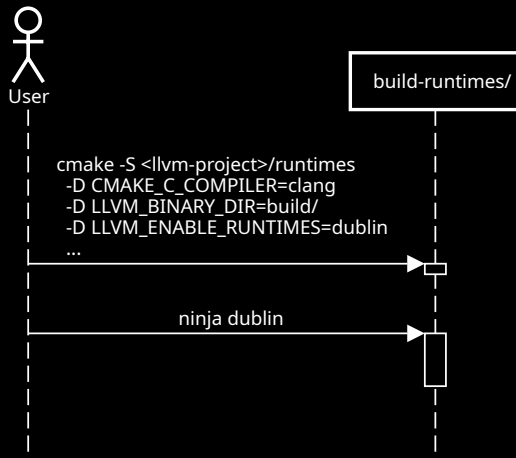 User
build-runtimes/
cmake -S <llvm-project>/runtimes
-D CMAKE_C_COMPILER=clang
-D LLVM_BINARY_DIR=build/
-D LLVM_ENABLE_RUNTIMES=dublin
...
ninja dublin